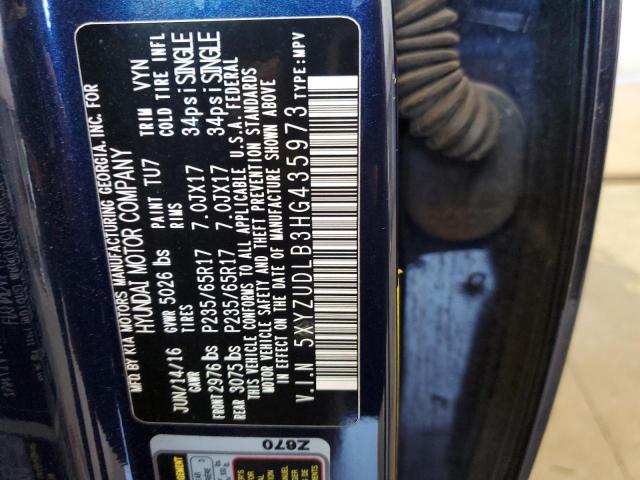 MFD BY KIA MOTORS MANUFACTURING GEORGIA, INC. FOR
HYUNDAI MOTOR COMPANY
JUN/14/16 GVWR 5026 lbs PAINT TU7 TRIM VYN
GAWR TIRES RIMS COLD TIRE INFL
FRONT 2976 lbs P235/65R17 7.0JX17 34psi SINGLE
REAR 3075 lbs P235/65R17 7.0JX17 34psi SINGLE
THIS VEHICLE CONFORMS TO ALL APPLICABLE U.S.A. FEDERAL
MOTOR VEHICLE SAFETY AND THEFT PREVENTION STANDARDS
IN EFFECT ON THE DATE OF MANUFACTURE SHOWN ABOVE
V.I.N 5XYZUDLB3HG435973 TYPE:MPV
Z670